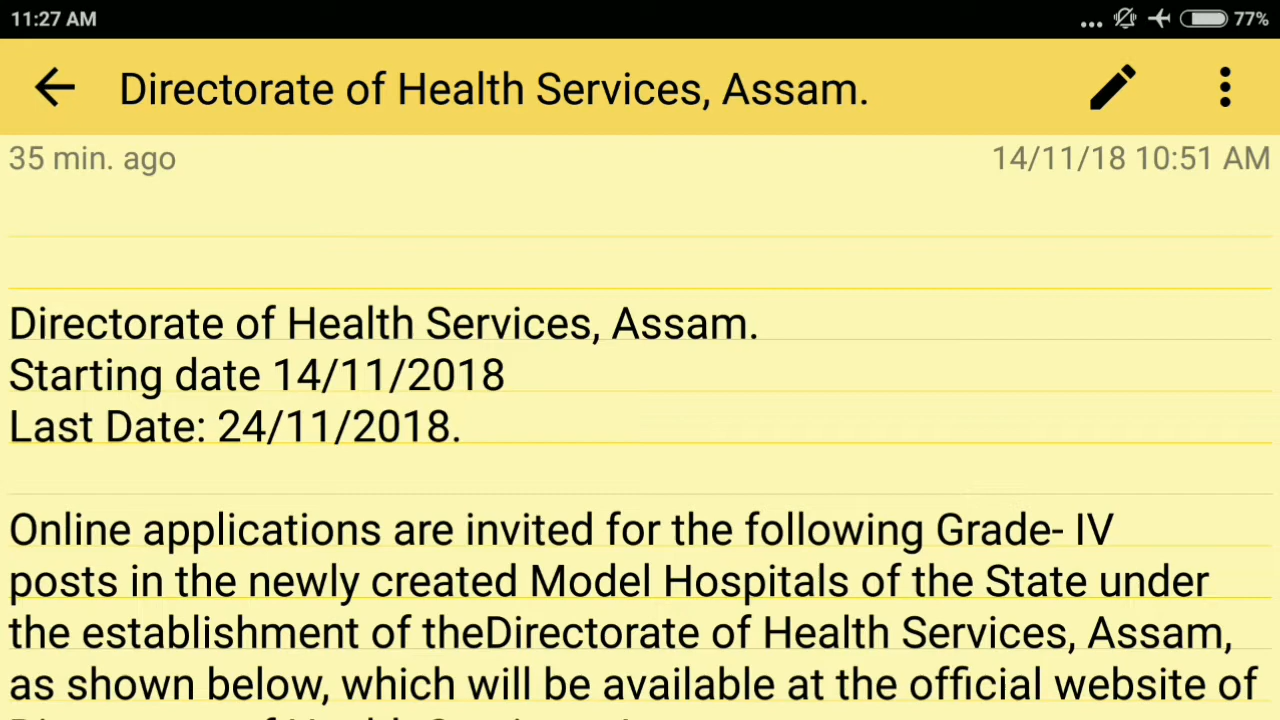 11:27 AM
... 77%
Directorate of Health Services, Assam.
35 min. ago 14/11/18 10:51 AM
Directorate of Health Services, Assam.
Starting date 14/11/2018
Last Date: 24/11/2018.
Online applications are invited for the following Grade- IV
posts in the newly created Model Hospitals of the State under
the establishment of theDirectorate of Health Services, Assam,
as shown below, which will be available at the official website of